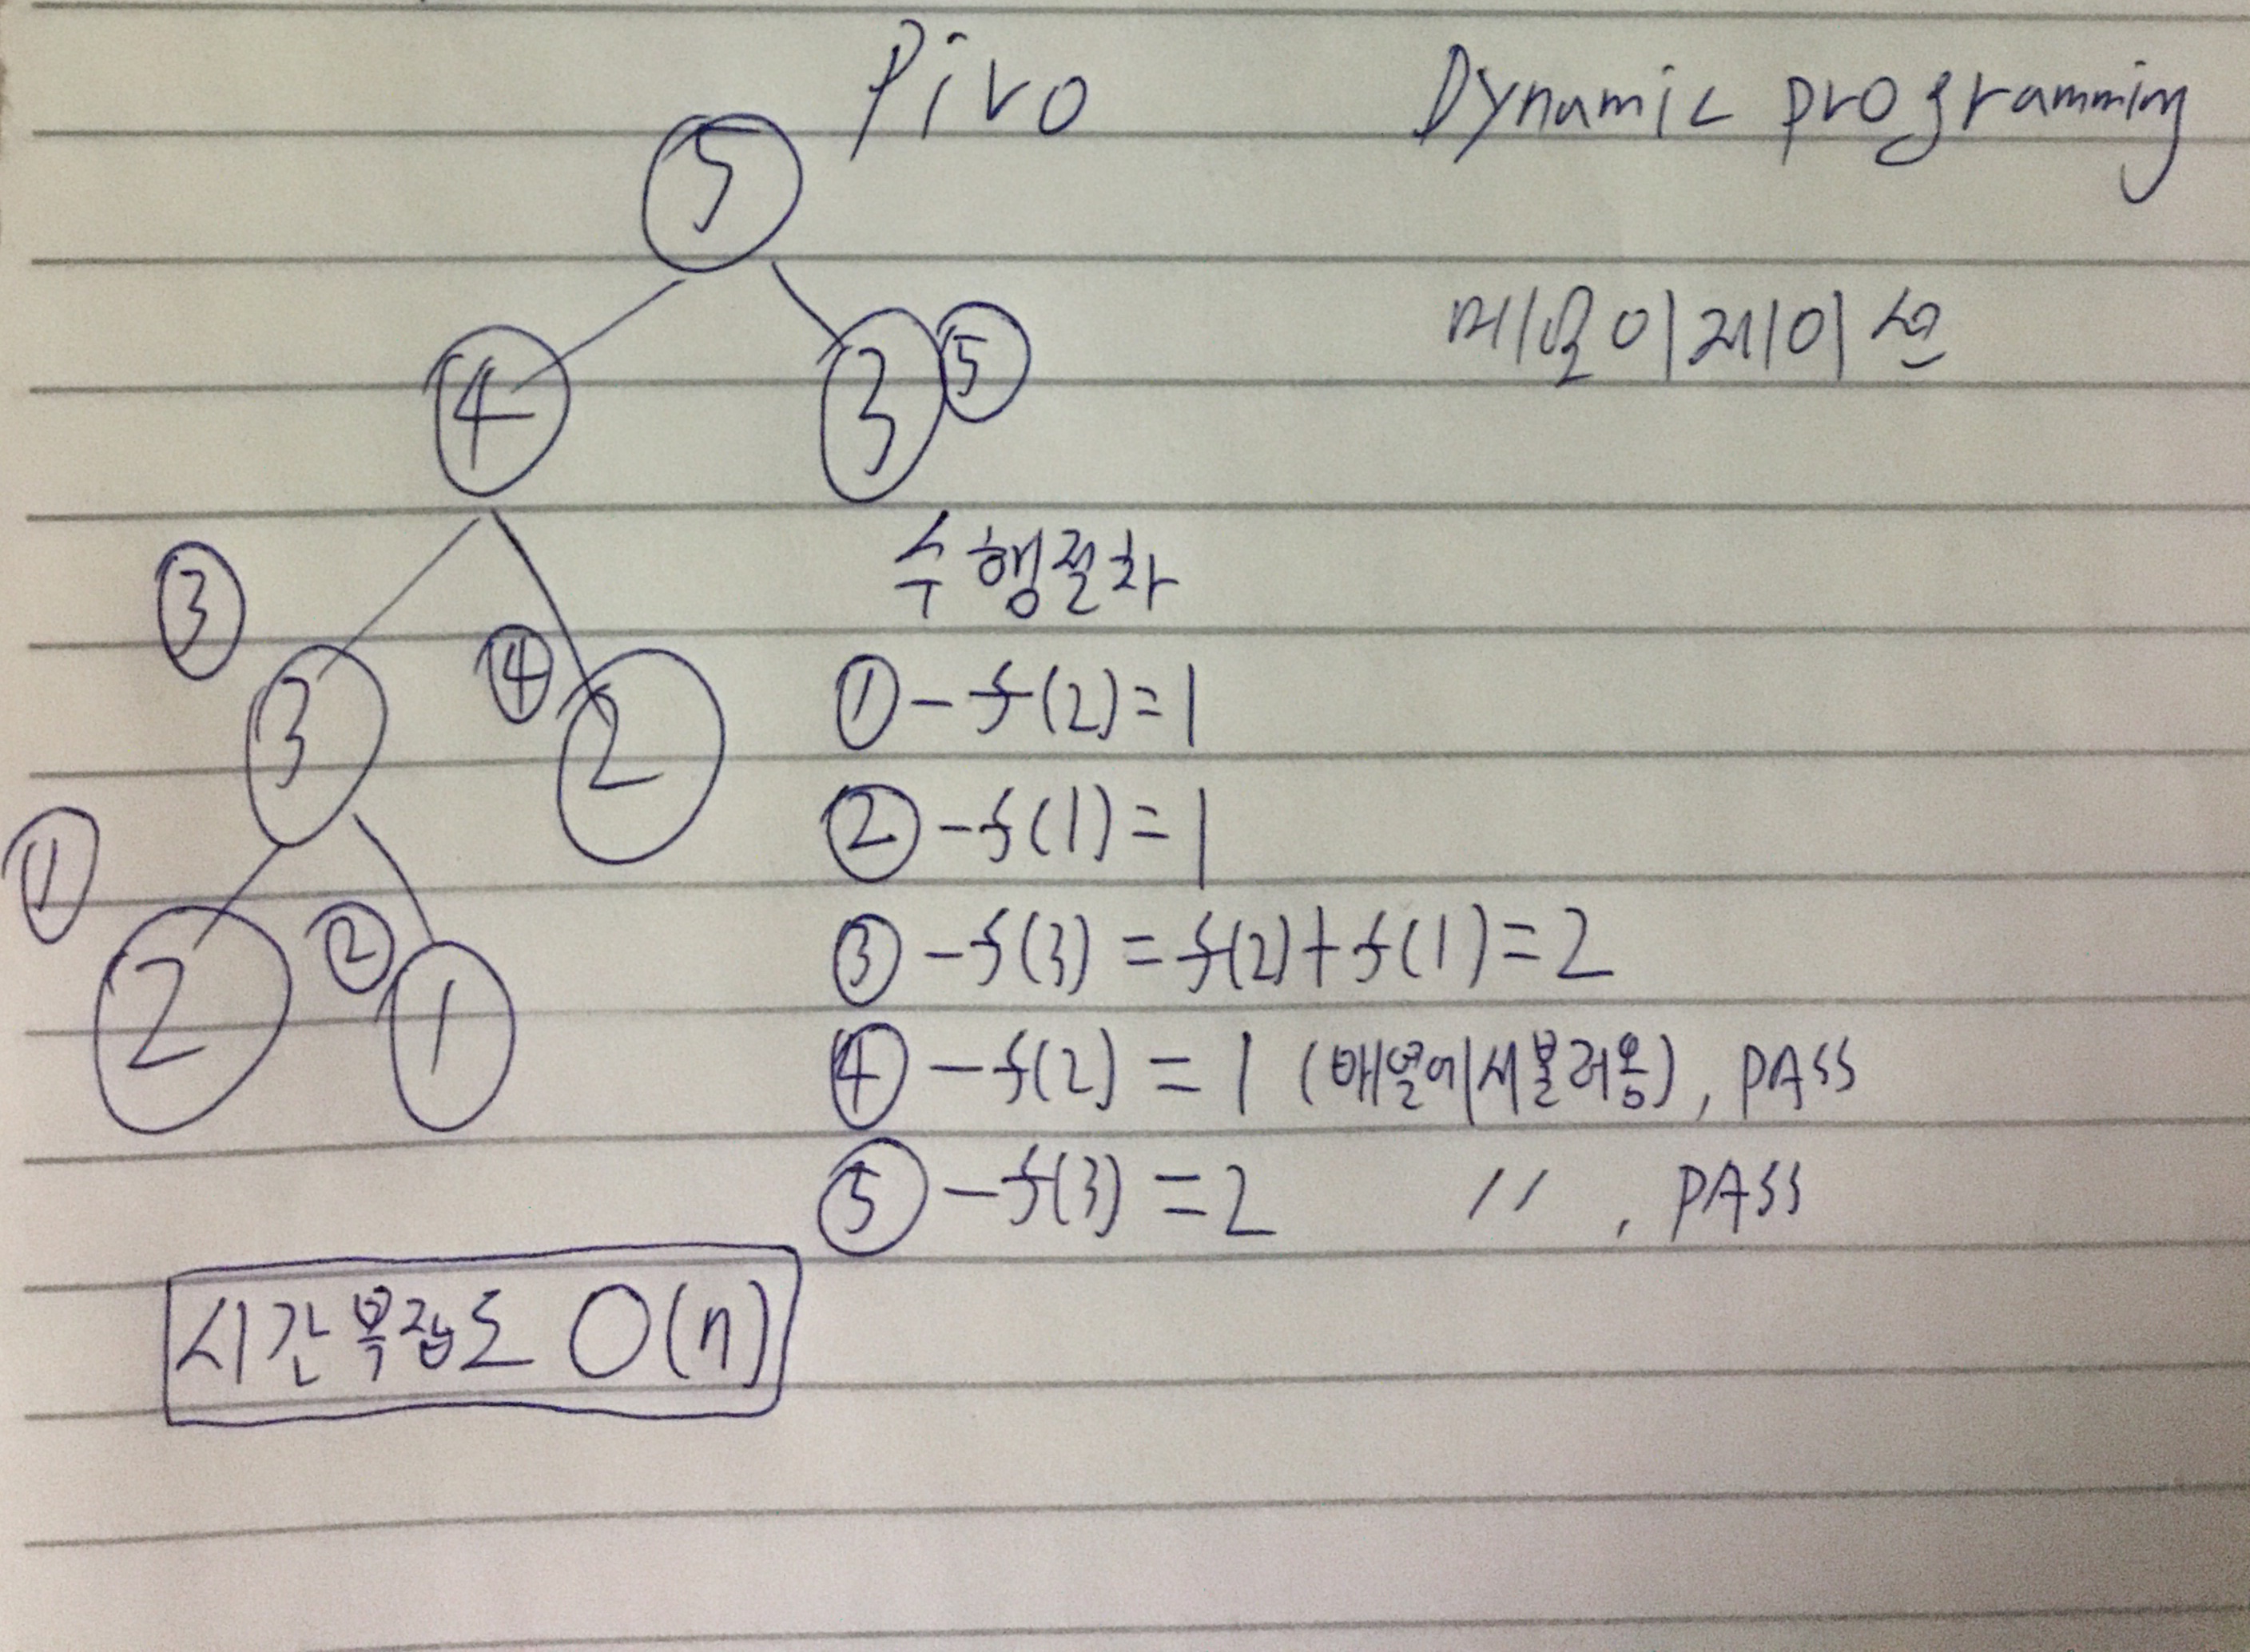 Pivo
Dynamic programming
5
메모이제이션
4
3 ⑤
수행절차
③
3
④
2
① - f(2) = 1
② - f(1) = 1
①
2
②
1
③ - f(3) = f(2) + f(1) = 2
④ - f(2) = 1 (배열에서불러옴), PASS
⑤ - f(3) = 2 〃 , PASS
시간복잡도 O(n)